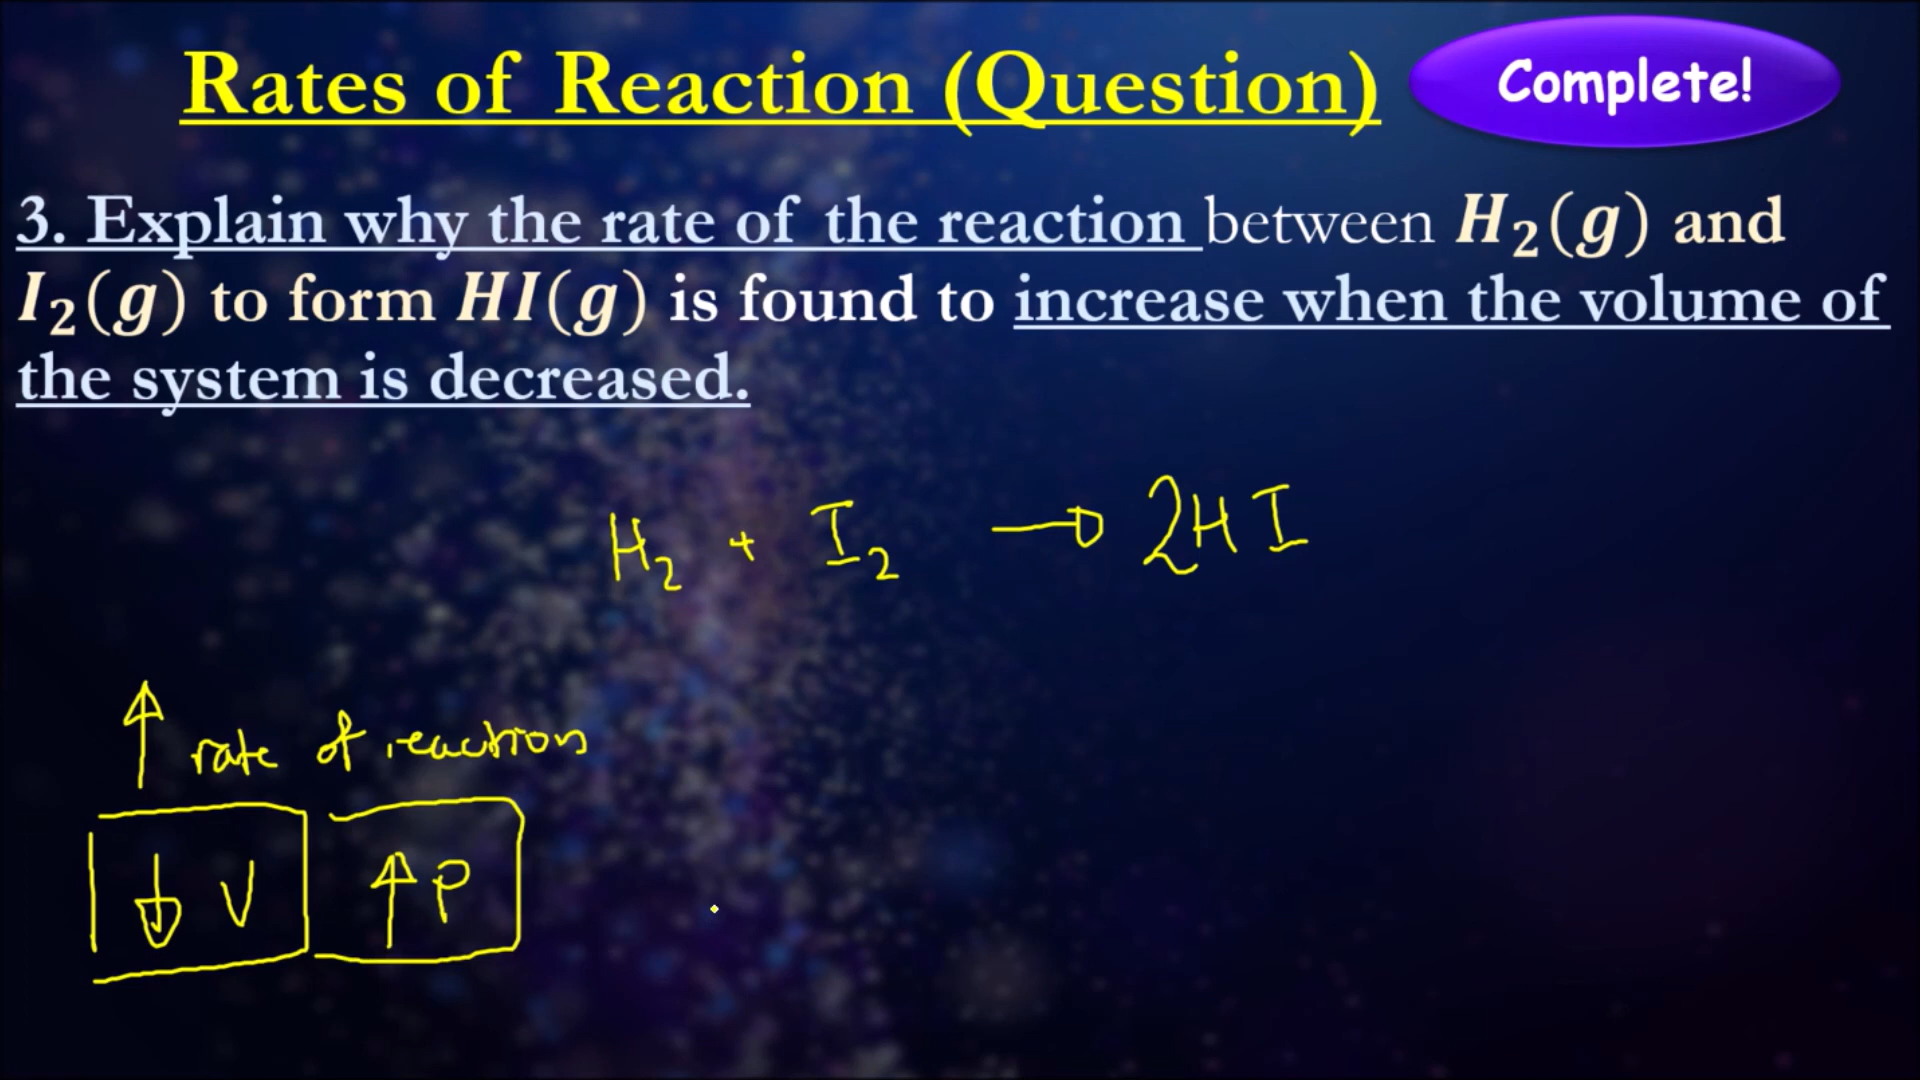 Rates of Reaction (Question)
Complete!
3. Explain why the rate of the reaction between H₂(g) and
I₂(g) to form HI(g) is found to increase when the volume of
the system is decreased.
H₂ + I₂ → 2HI
↑ rate of reaction
↓ V ↑ P